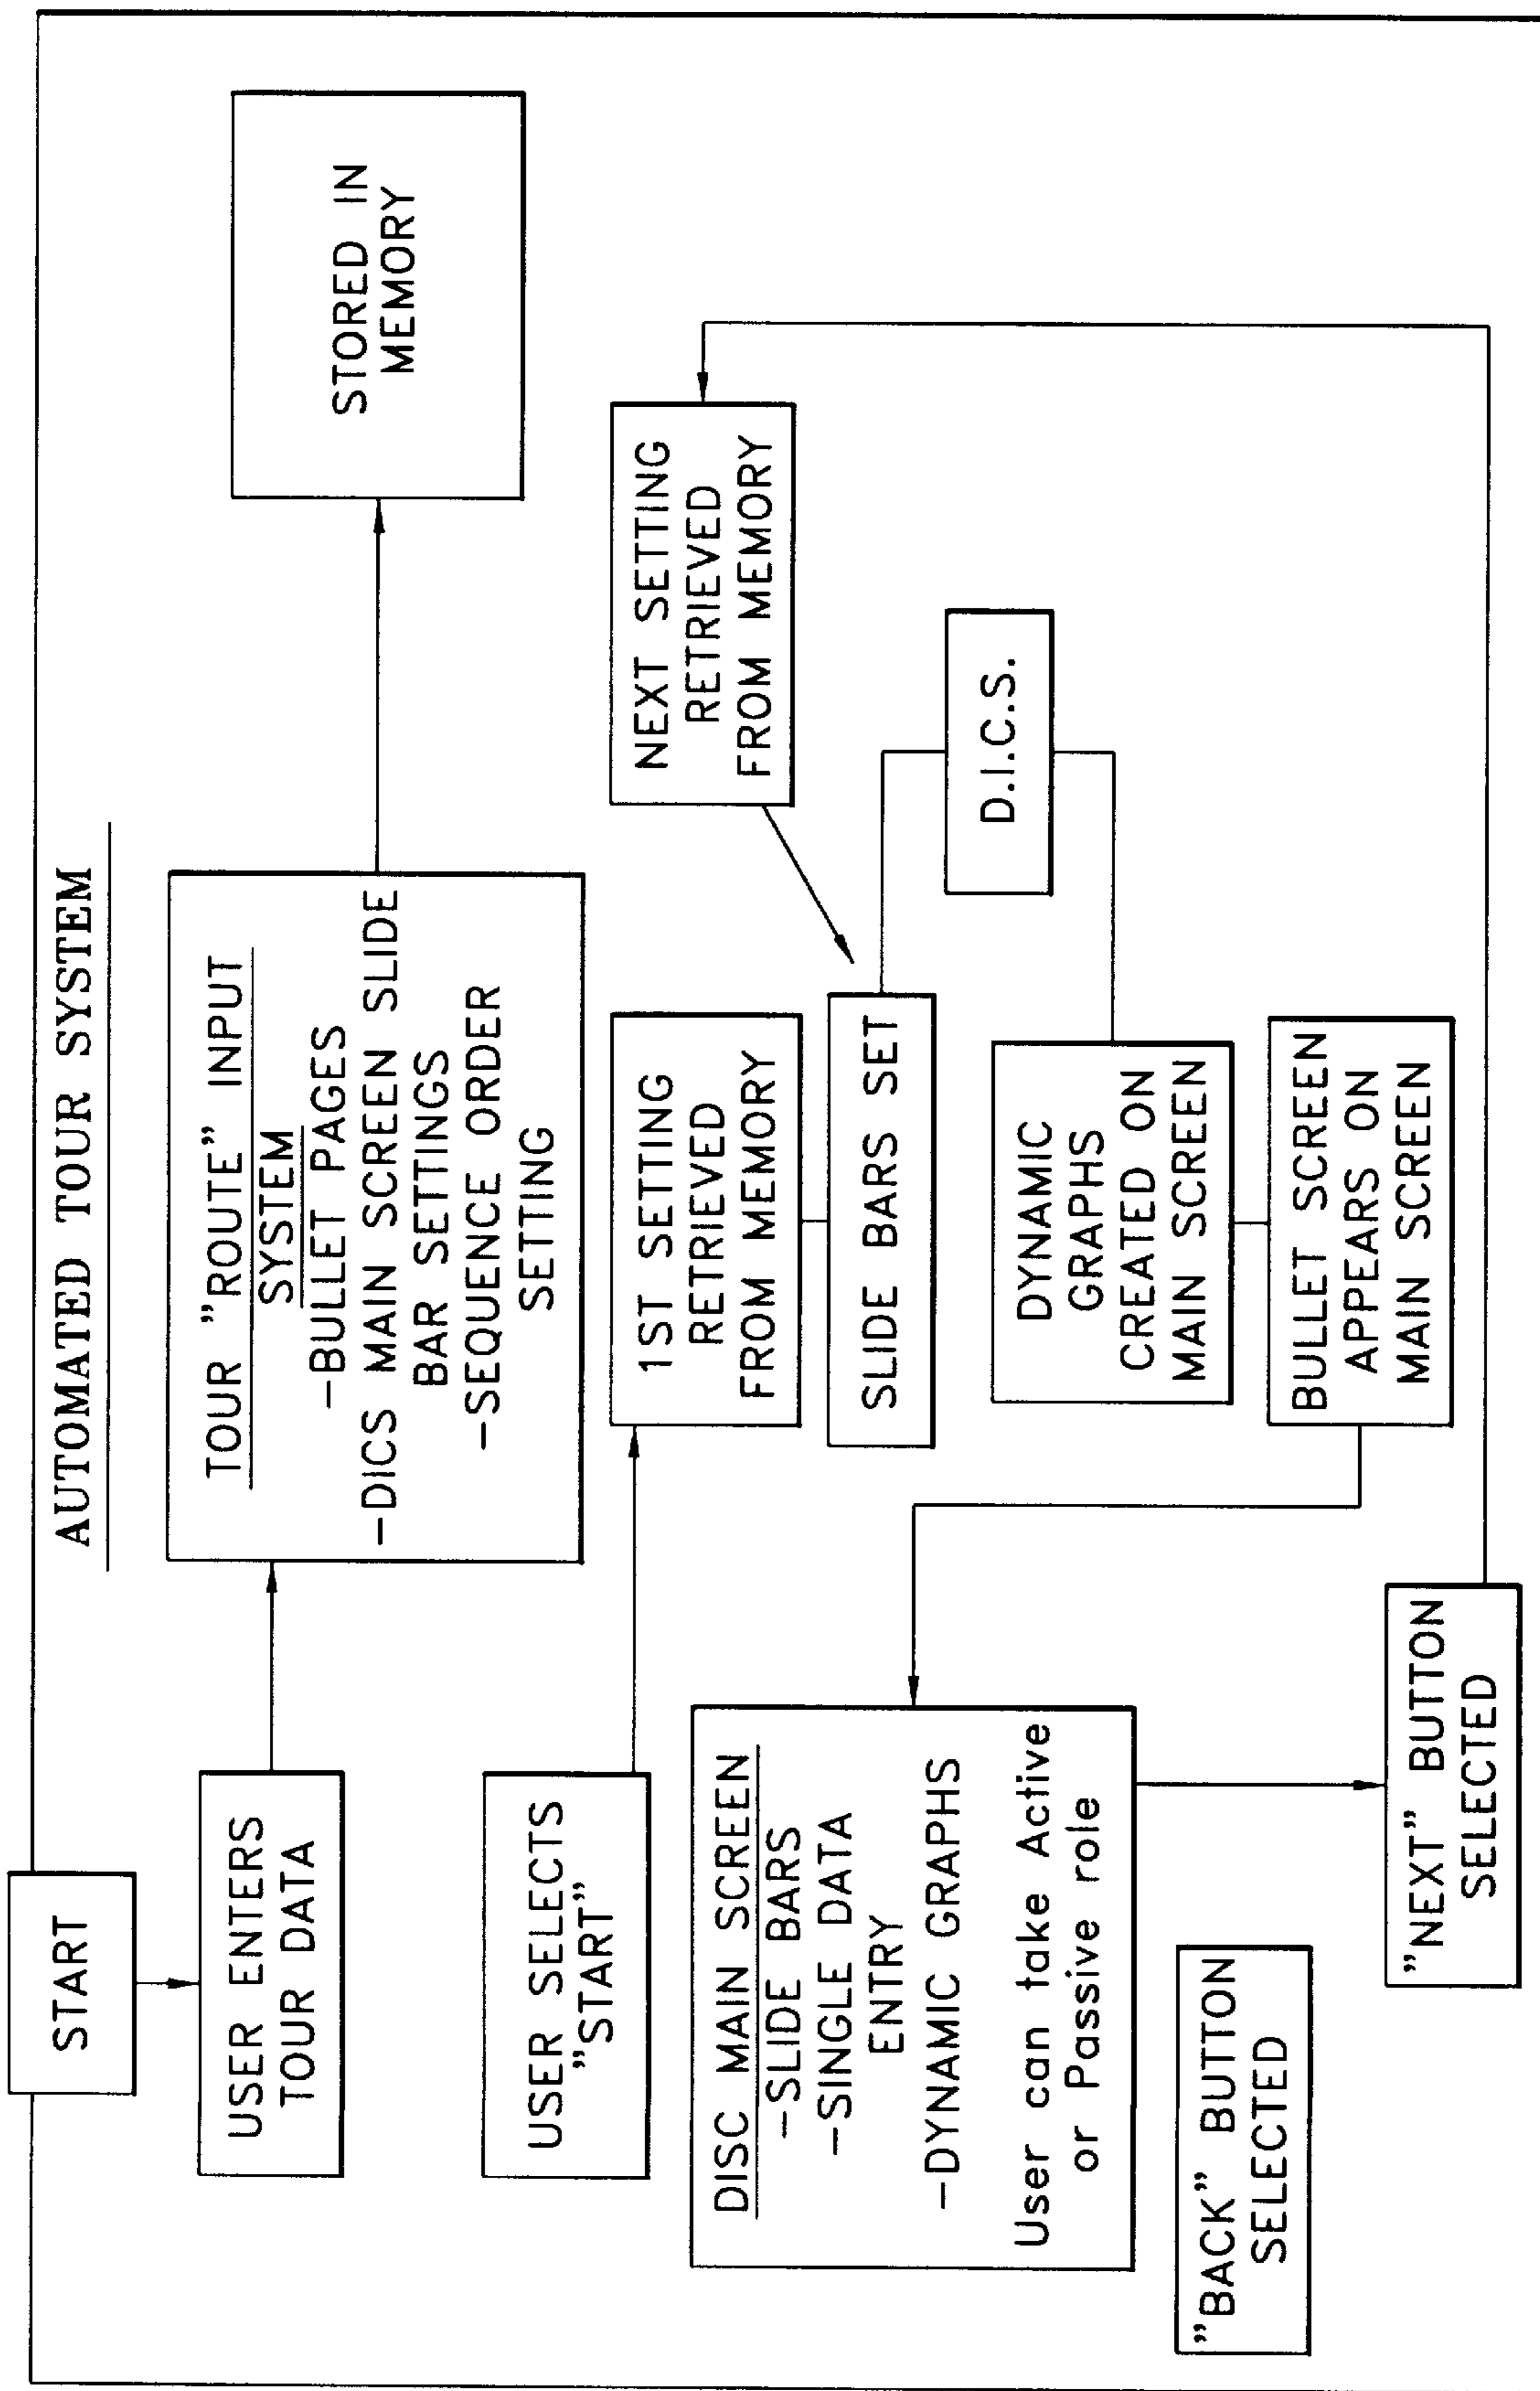 AUTOMATED TOUR SYSTEM
START
USER ENTERS
TOUR DATA
TOUR "ROUTE" INPUT
SYSTEM
-BULLET PAGES
-DICS MAIN SCREEN SLIDE
BAR SETTINGS
-SEQUENCE ORDER
SETTING
STORED IN
MEMORY
USER SELECTS
"START"
1ST SETTING
RETRIEVED
FROM MEMORY
NEXT SETTING
RETRIEVED
FROM MEMORY
SLIDE BARS SET
D.I.C.S.
DYNAMIC
GRAPHS
CREATED ON
MAIN SCREEN
BULLET SCREEN
APPEARS ON
MAIN SCREEN
DISC MAIN SCREEN
-SLIDE BARS
-SINGLE DATA
ENTRY
-DYNAMIC GRAPHS
User can take Active
or Passive role
"BACK" BUTTON
SELECTED
"NEXT" BUTTON
SELECTED